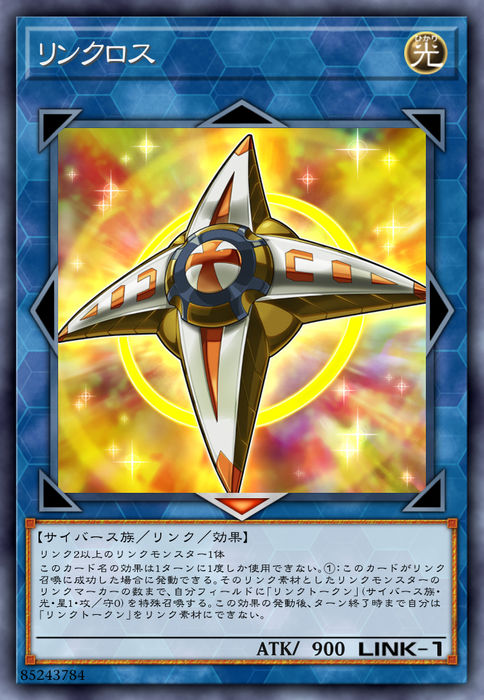 リンクロス
ひかり
光
【サイバース族／リンク／効果】
リンク2以上のリンクモンスター1体
このカード名の効果は1ターンに1度しか使用できない。①：このカードがリンク
召喚に成功した場合に発動できる。そのリンク素材としたリンクモンスターの
リンクマーカーの数まで、自分フィールドに「リンクトークン」(サイバース族・
光・星1・攻／守0)を特殊召喚する。この効果の発動後、ターン終了時まで自分は
「リンクトークン」をリンク素材にできない。
ATK/ 900 LINK-1
85243784